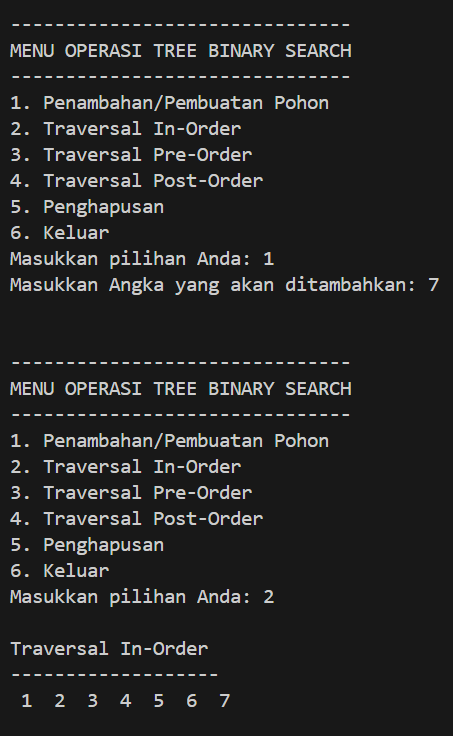 -------------------------------
MENU OPERASI TREE BINARY SEARCH
-------------------------------
1. Penambahan/Pembuatan Pohon
2. Traversal In-Order
3. Traversal Pre-Order
4. Traversal Post-Order
5. Penghapusan
6. Keluar
Masukkan pilihan Anda: 1
Masukkan Angka yang akan ditambahkan: 7
-------------------------------
MENU OPERASI TREE BINARY SEARCH
-------------------------------
1. Penambahan/Pembuatan Pohon
2. Traversal In-Order
3. Traversal Pre-Order
4. Traversal Post-Order
5. Penghapusan
6. Keluar
Masukkan pilihan Anda: 2
Traversal In-Order
-------------------
1  2  3  4  5  6  7